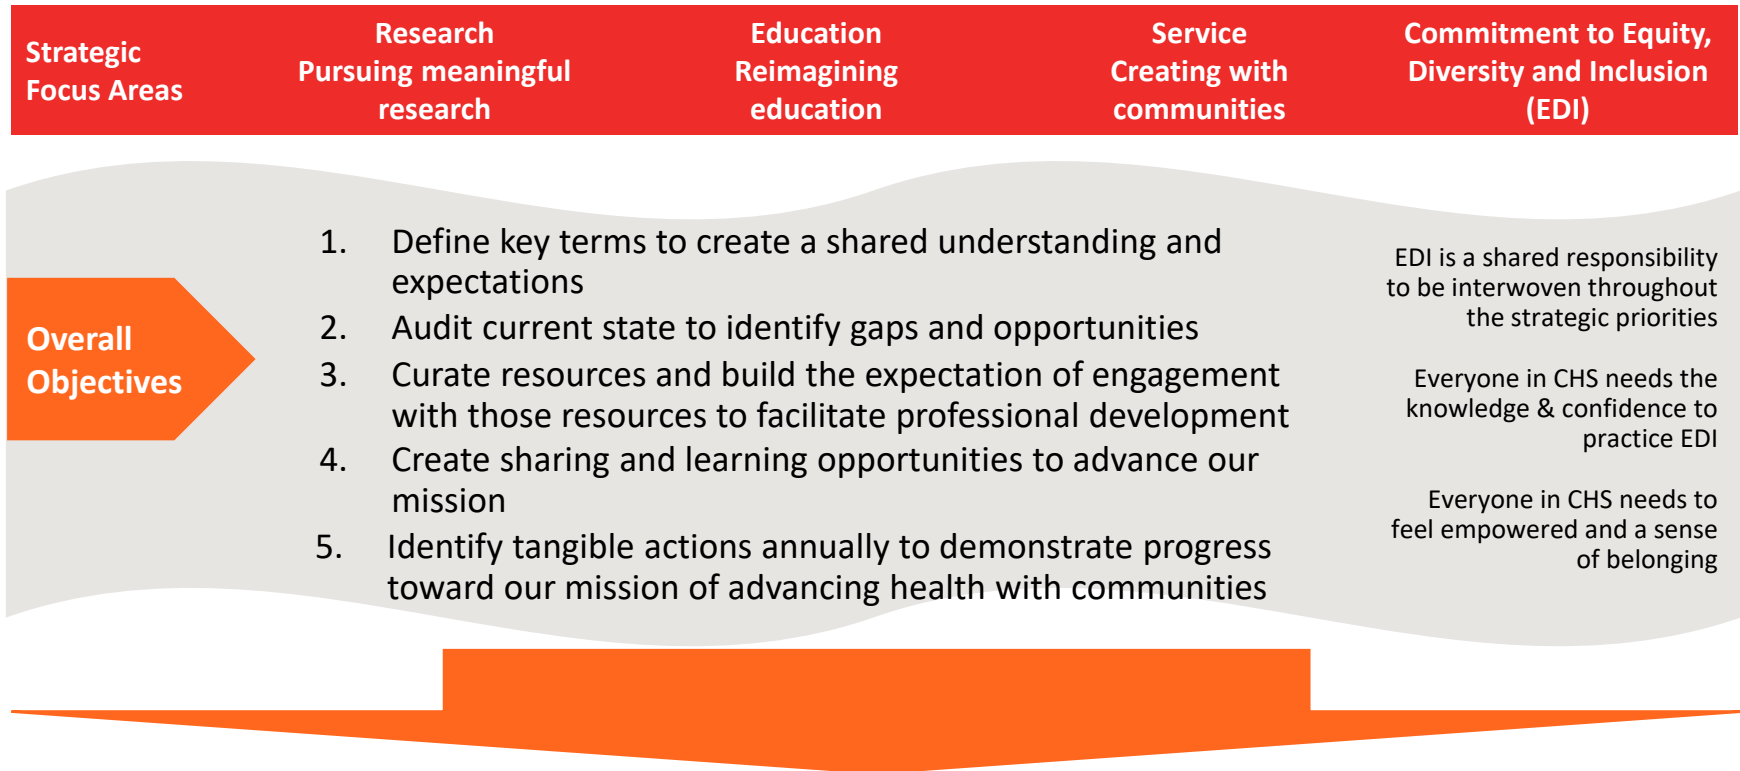 Strategic
Focus Areas
Research
Pursuing meaningful
research
Education
Reimagining
education
Service
Creating with
communities
Commitment to Equity,
Diversity and Inclusion
(EDI)
Overall
Objectives
1. Define key terms to create a shared understanding and
expectations
2. Audit current state to identify gaps and opportunities
3. Curate resources and build the expectation of engagement
with those resources to facilitate professional development
4. Create sharing and learning opportunities to advance our
mission
5. Identify tangible actions annually to demonstrate progress
toward our mission of advancing health with communities
EDI is a shared responsibility
to be interwoven throughout
the strategic priorities
Everyone in CHS needs the
knowledge & confidence to
practice EDI
Everyone in CHS needs to
feel empowered and a sense
of belonging